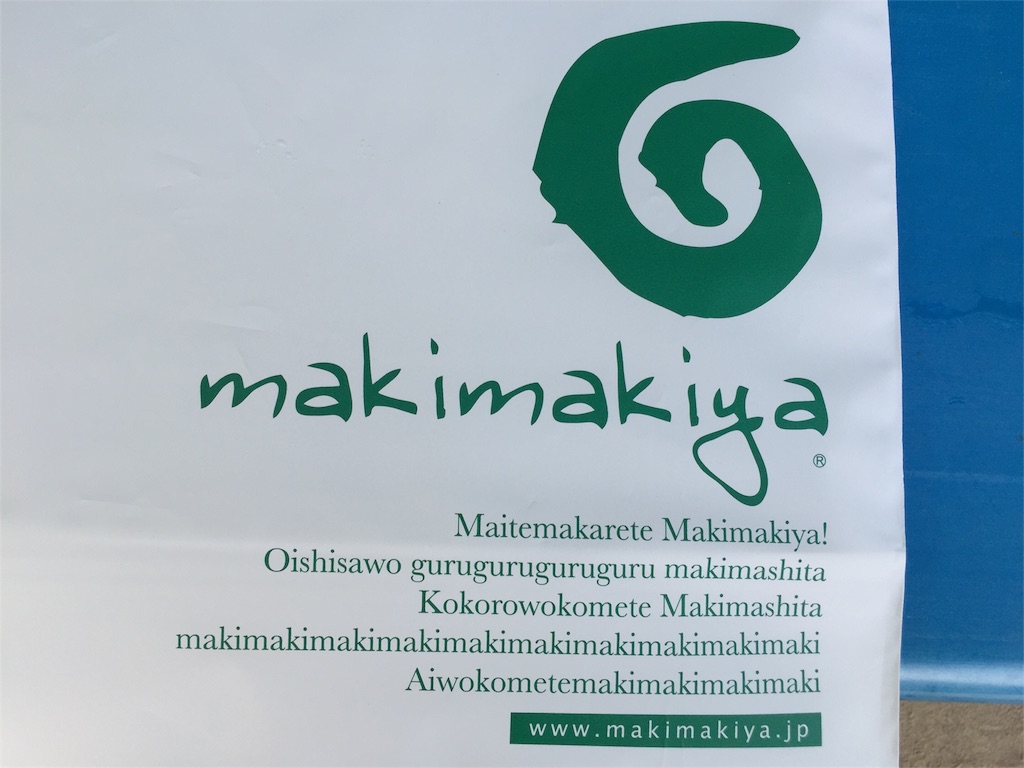 makimakiya
®
Maitemakarete Makimakiya!
Oishisawo guruguruguruguru makimashita
Kokorowokomete Makimashita
makimakimakimakimakimakimakimakimakimaki
Aiwokometemakimakimakimaki
www.makimakiya.jp